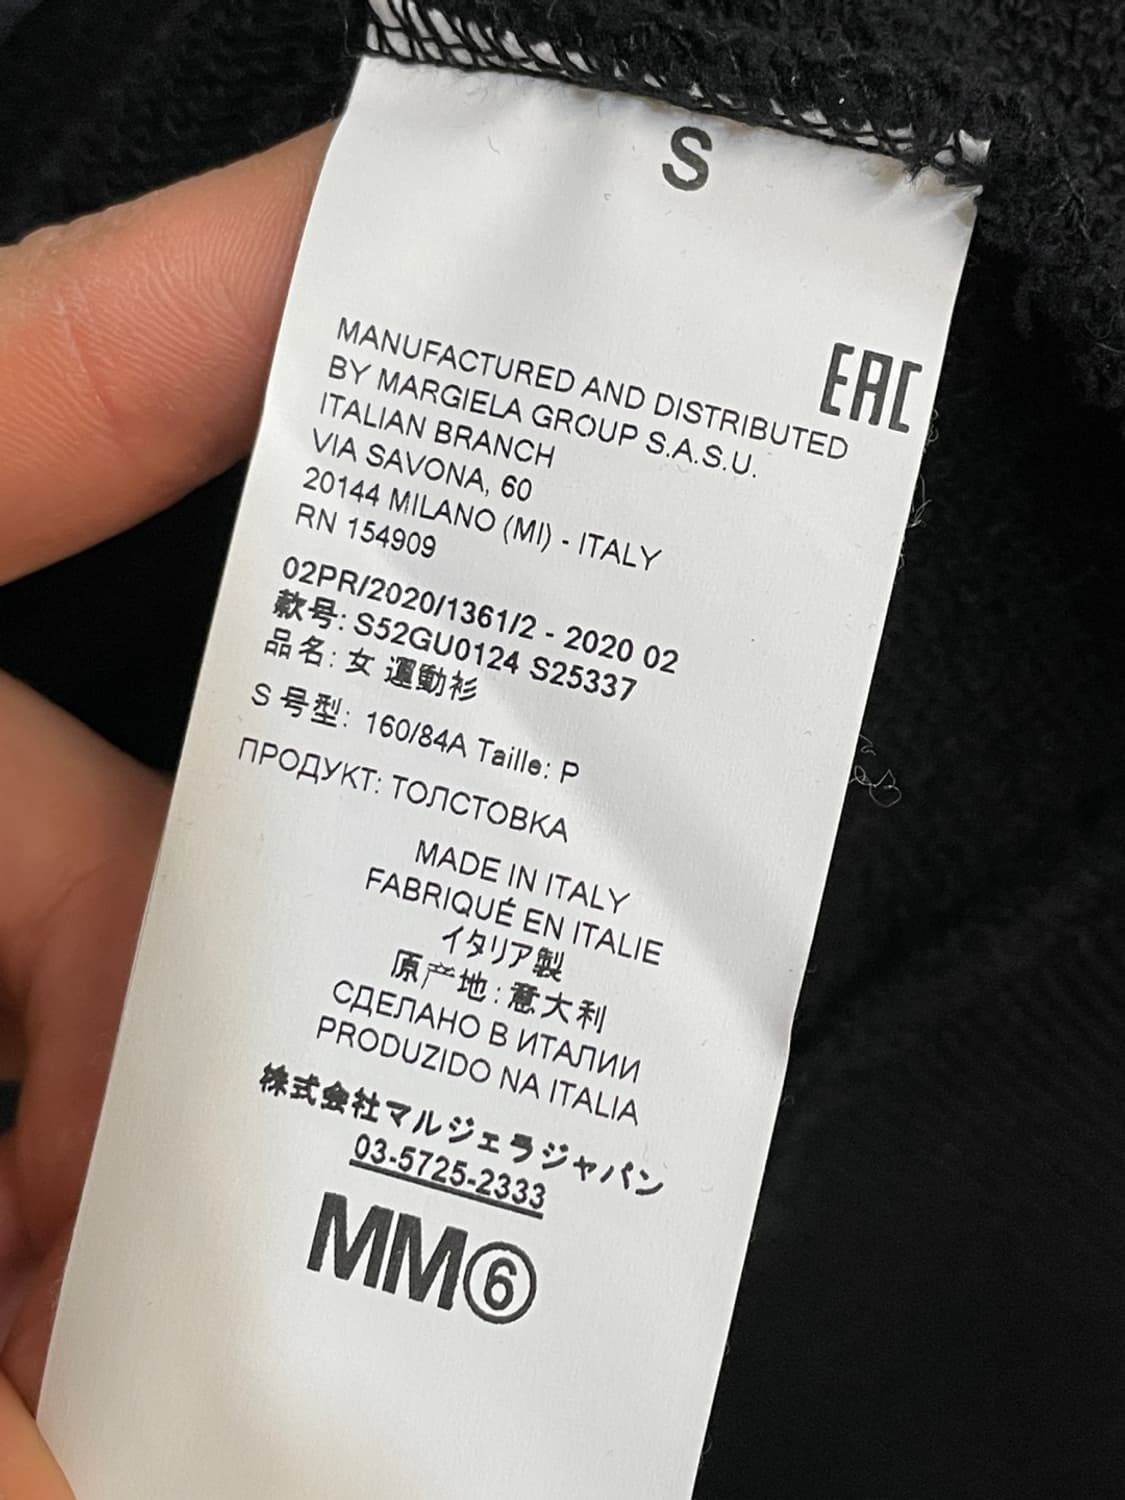 S
EAC
MANUFACTURED AND DISTRIBUTED
BY MARGIELA GROUP S.A.S.U.
ITALIAN BRANCH
VIA SAVONA, 60
20144 MILANO (MI) - ITALY
RN 154909
02PR/2020/1361/2 - 2020 02
款号: S52GU0124 S25337
品名: 女 運動衫
S 号型: 160/84A Taille: P
ПРОДУКТ: ТОЛСТОВКА
MADE IN ITALY
FABRIQUÉ EN ITALIE
イタリア製
原产地: 意大利
СДЕЛАНО В ИТАЛИИ
PRODUZIDO NA ITALIA
株式会社マルジェラジャパン
03-5725-2333
MM⑥